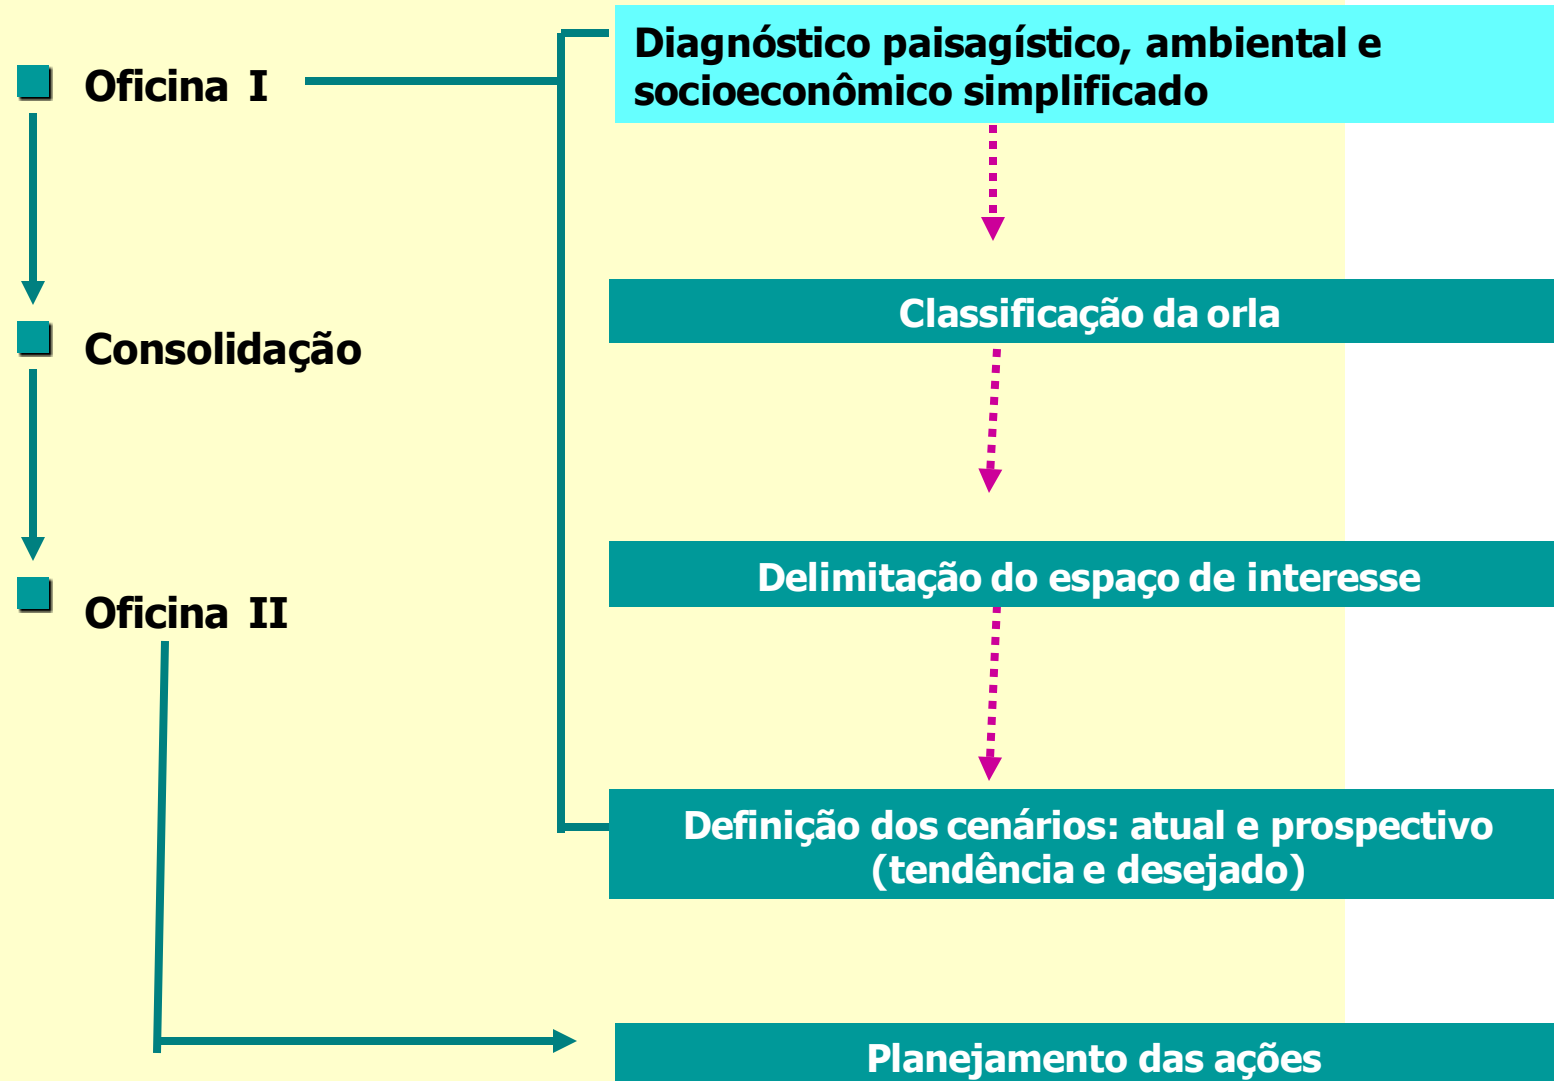 Oficina I
Consolidação
Oficina II
Diagnóstico paisagístico, ambiental e
socioeconômico simplificado
Classificação da orla
Delimitação do espaço de interesse
Definição dos cenários: atual e prospectivo
(tendência e desejado)
Planejamento das ações